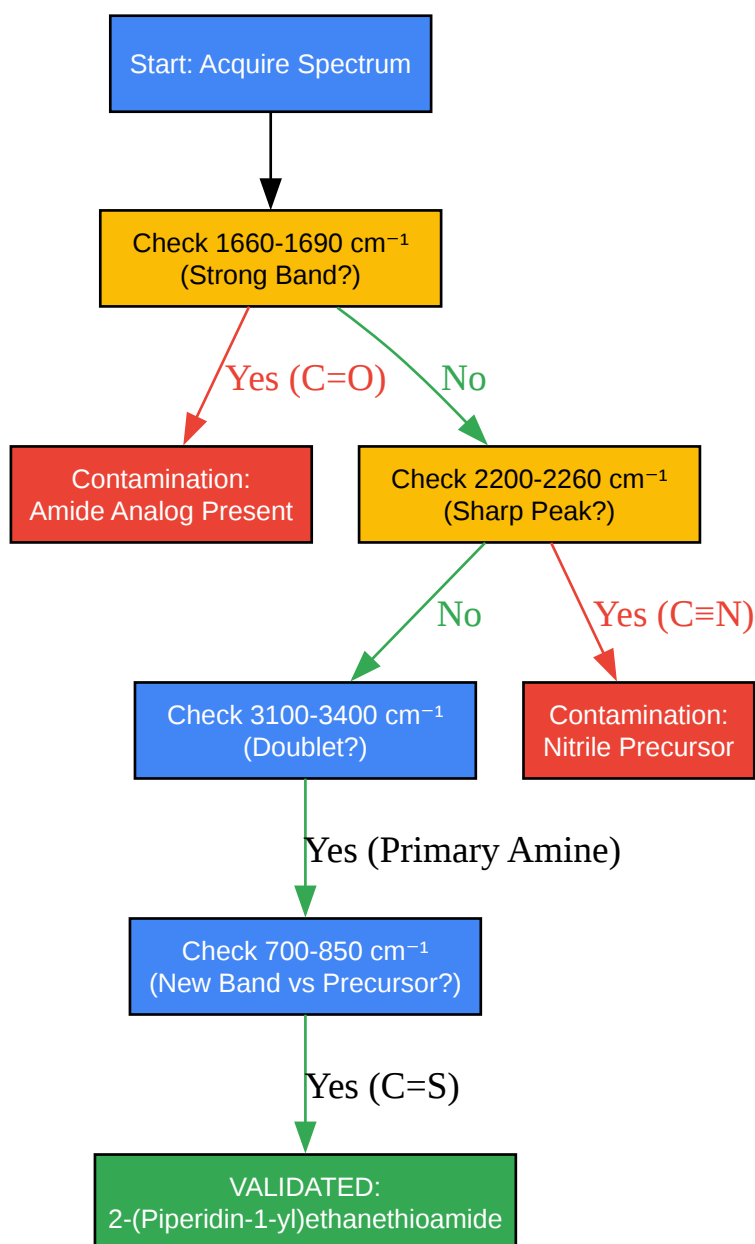 Start: Acquire Spectrum
Check 1660-1690 cm⁻¹
(Strong Band?)
Yes (C=O)
No
Contamination:
Amide Analog Present
Check 2200-2260 cm⁻¹
(Sharp Peak?)
No
Yes (C≡N)
Check 3100-3400 cm⁻¹
(Doublet?)
Contamination:
Nitrile Precursor
Yes (Primary Amine)
Check 700-850 cm⁻¹
(New Band vs Precursor?)
Yes (C=S)
VALIDATED:
2-(Piperidin-1-yl)ethanethioamide